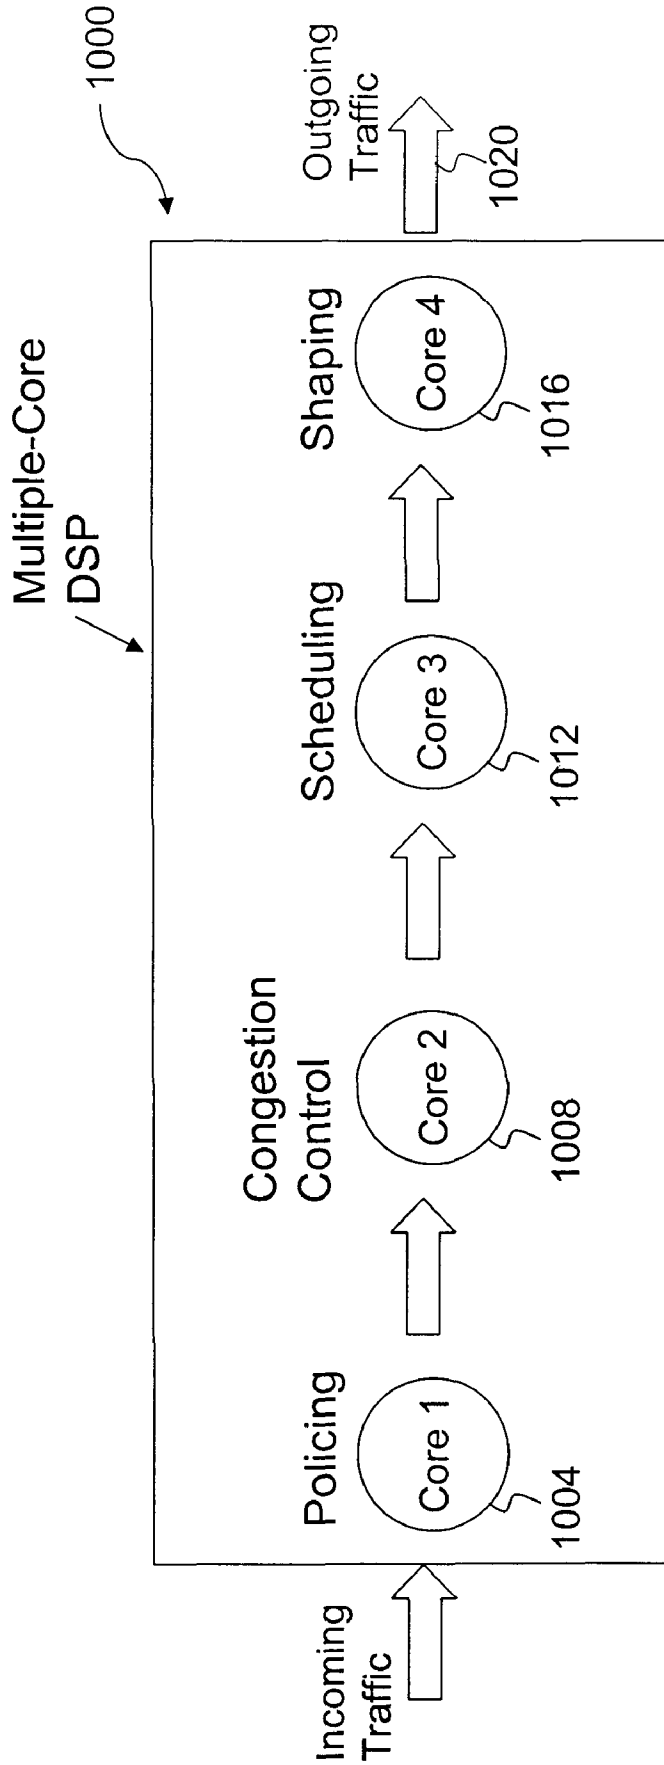 1000
Multiple-Core
DSP
Incoming
Traffic
Policing
Core 1
1004
Congestion
Control
Core 2
1008
Scheduling
Core 3
1012
Shaping
Core 4
1016
Outgoing
Traffic
1020